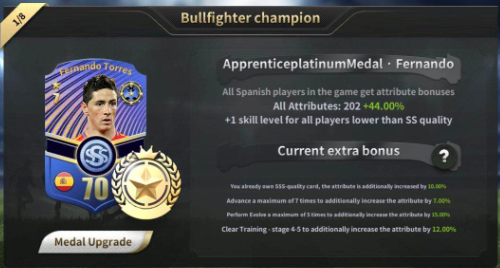 Bullfighter champion
1/8
ApprenticeplatinumMedal · Fernando
Fernando Torres
All Spanish players in the game get attribute bonuses
All Attributes: 202 +44.00%
+1 skill level for all players lower than SS quality
SS
Current extra bonus
?
70
You already own SSS-quality card, the attribute is additionally increased by 10.00%
Advance a maximum of 7 times to additionally increase the attribute by 7.00%
Perform Evolve a maximum of 5 times to additionally increase the attribute by 15.00%
Clear Training - stage 4-5 to additionally increase the attribute by 12.00%
Medal Upgrade